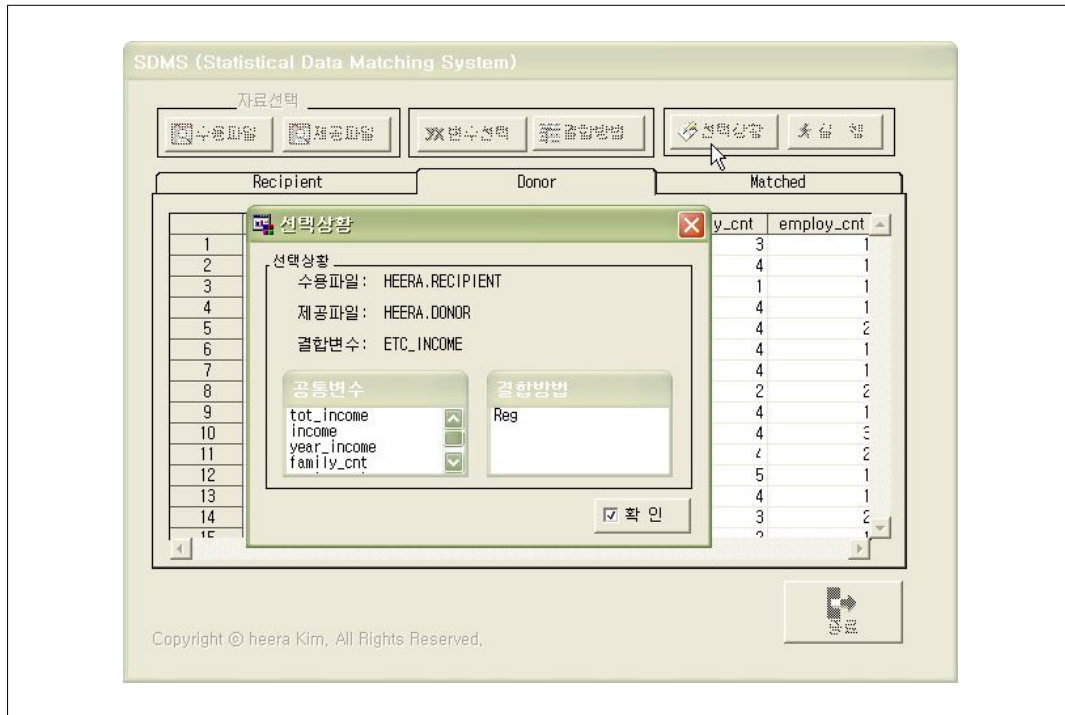 SDMS (Statistical Data Matching System)
자료선택
수용파일 제공파일 변수선택 결합방법 선택상황 실 행
Recipient Donor Matched
y_cnt employ_cnt
선택상황
선택상황
수용파일: HEERA.RECIPIENT
제공파일: HEERA.DONOR
결합변수: ETC_INCOME
공통변수 결합방법
tot_income Reg
income
year_income
family_cnt
확 인
1 3 1
2 4 1
3 1 1
4 4 1
5 4 2
6 4 1
7 4 1
8 2 2
9 4 1
10 4 3
11 2
12 5 1
13 4 1
14 3 2
종료
Copyright © heera Kim, All Rights Reserved,